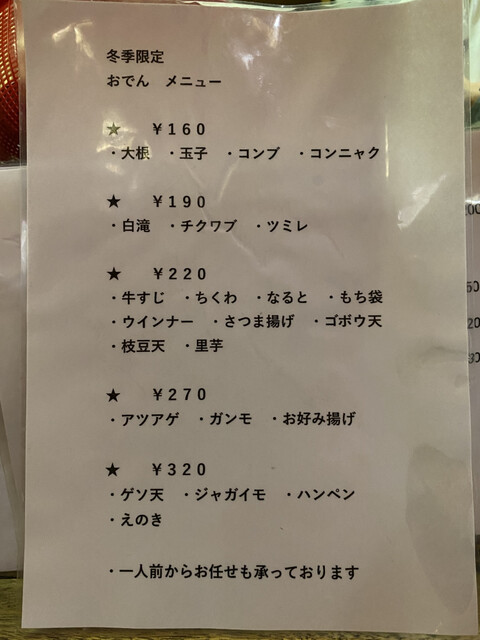 冬季限定
おでん　メニュー
★　　￥160
・大根　・玉子　・コンブ　・コンニャク
★　　￥190
・白滝　・チクワブ　・ツミレ
★　　￥220
・牛すじ　・ちくわ　・なると　・もち袋
・ウインナー　・さつま揚げ　・ゴボウ天
・枝豆天　・里芋
★　　￥270
・アツアゲ　・ガンモ　・お好み揚げ
★　　￥320
・ゲソ天　・ジャガイモ　・ハンペン
・えのき
・一人前からお任せも承っております